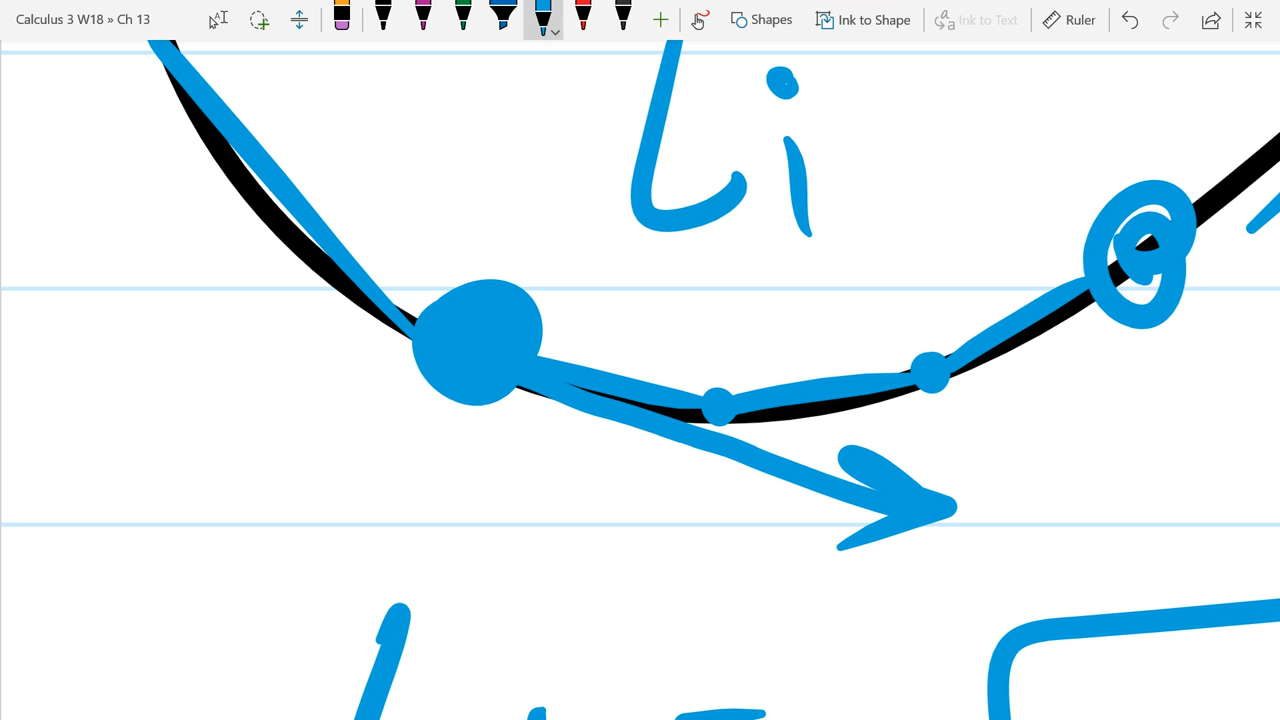 Calculus 3 W18 » Ch 13
Shapes
Ink to Shape
Ink to Text
Ruler
Li